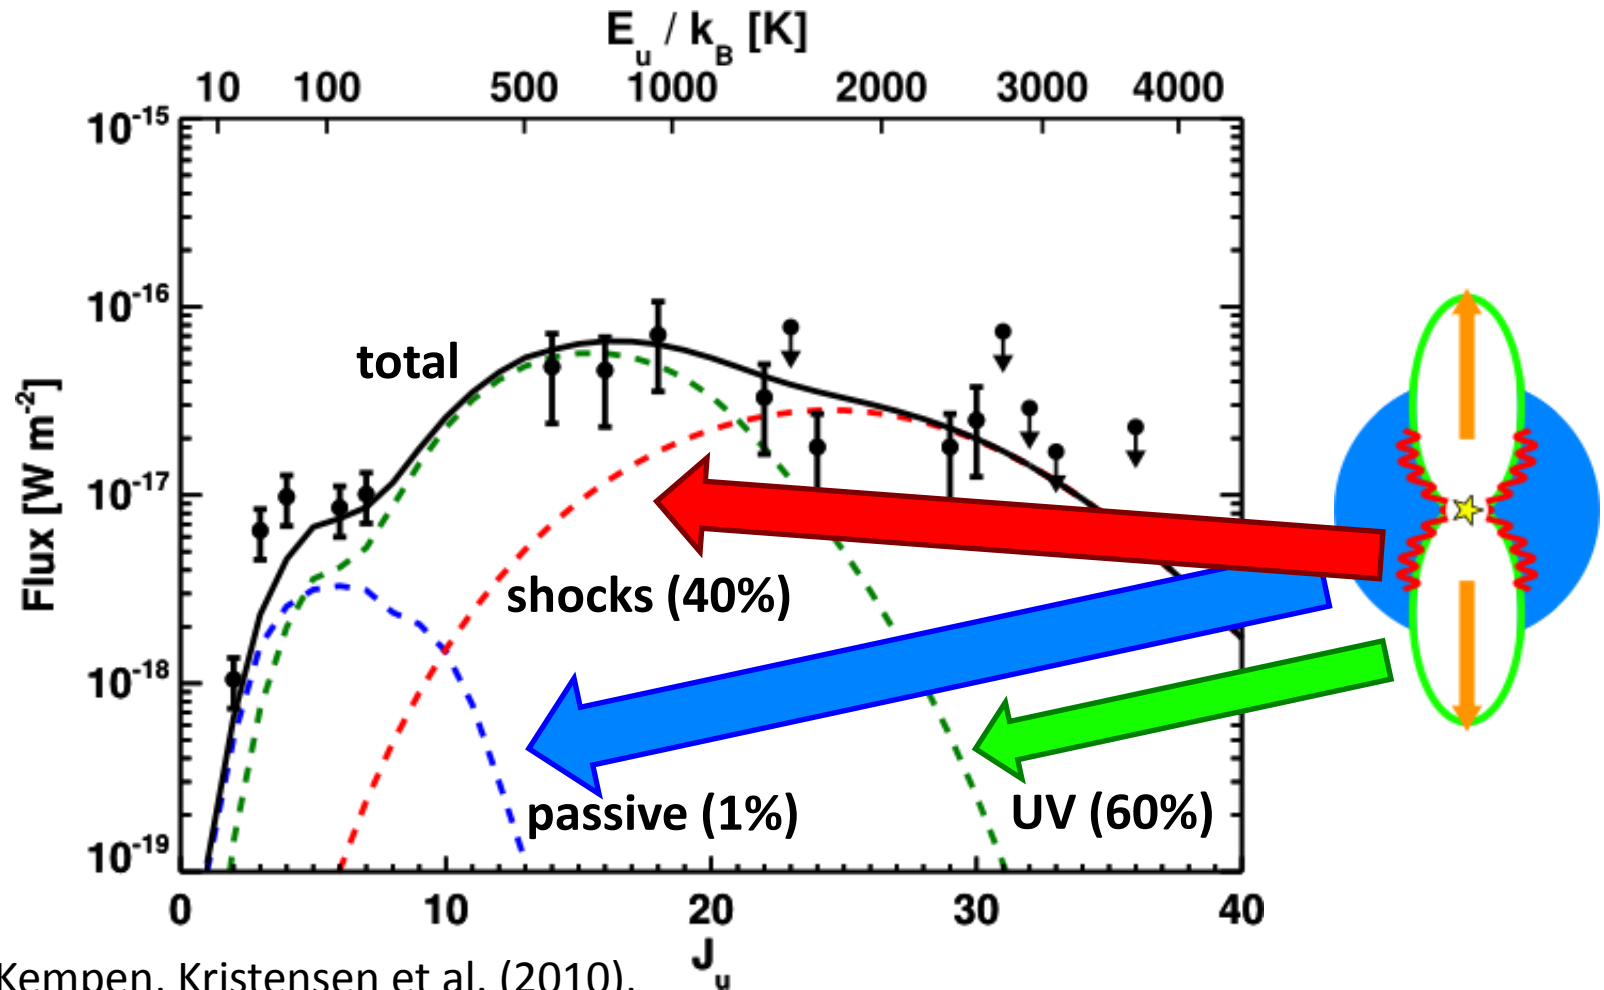 E_u / k_B [K]
10 100 500 1000 2000 3000 4000
10^-15
10^-16
10^-17
10^-18
10^-19
Flux [W m^-2]
total
shocks (40%)
passive (1%)
UV (60%)
0 10 20 30 40
J_u
Kempen, Kristensen et al. (2010).